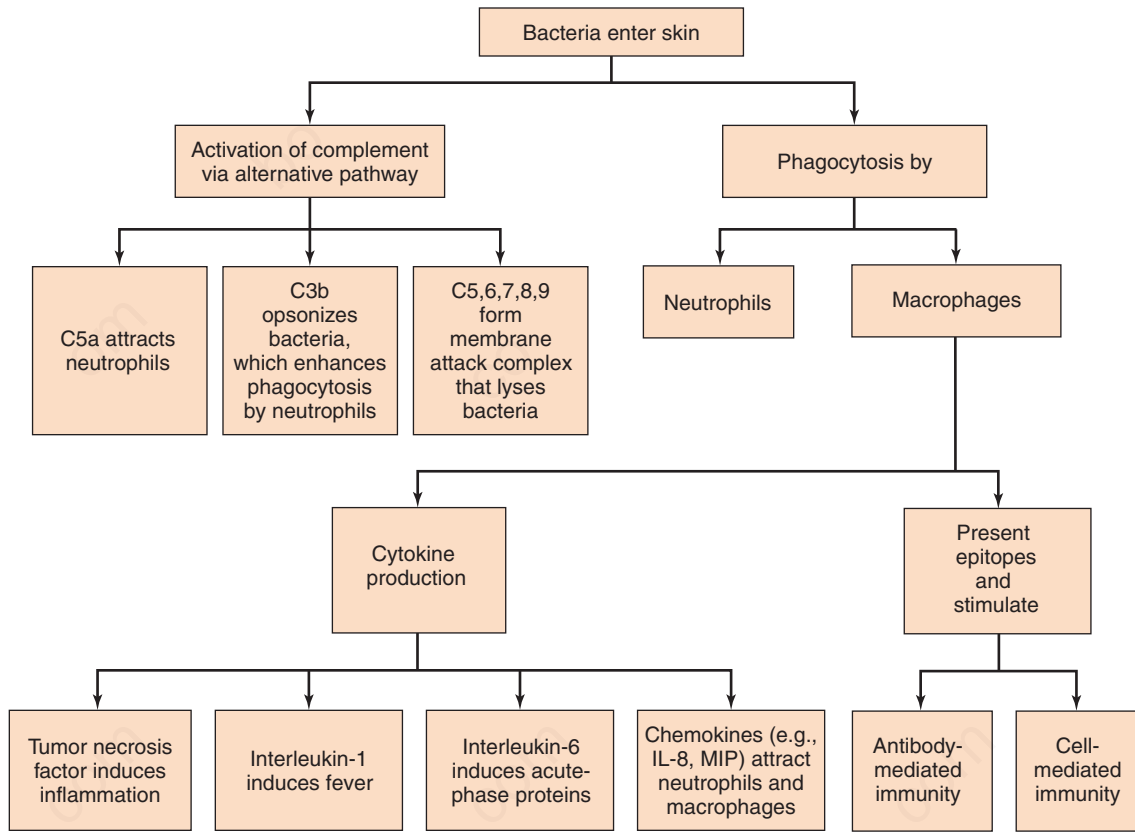 Bacteria enter skin
Activation of complement
via alternative pathway
Phagocytosis by
C5a attracts
neutrophils
C3b
opsonizes
bacteria,
which enhances
phagocytosis
by neutrophils
C5,6,7,8,9
form
membrane
attack complex
that lyses
bacteria
Neutrophils
Macrophages
Cytokine
production
Present
epitopes
and
stimulate
Tumor necrosis
factor induces
inflammation
Interleukin-1
induces fever
Interleukin-6
induces acute-
phase proteins
Chemokines (e.g.,
IL-8, MIP) attract
neutrophils and
macrophages
Antibody-
mediated
immunity
Cell-
mediated
immunity